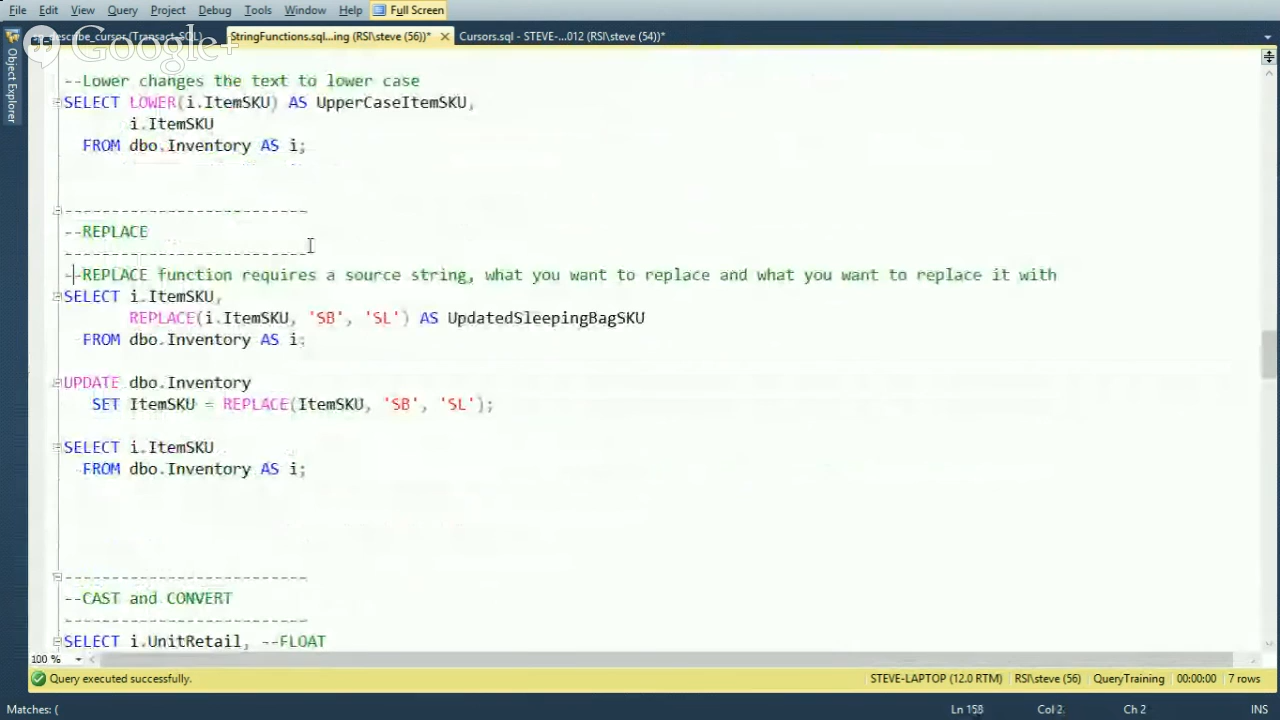 File Edit View Query Project Debug Tools Window Help Full Screen
Google+
sp_describe_cursor (Transact-SQL) StringFunctions.sql...ing (RSI\steve (56))* Cursors.sql - STEVE-...012 (RSI\steve (54))*
Object Explorer
--Lower changes the text to lower case
SELECT LOWER(i.ItemSKU) AS UpperCaseItemSKU,
i.ItemSKU
FROM dbo.Inventory AS i;
--------------------------
--REPLACE
--------------------------
--REPLACE function requires a source string, what you want to replace and what you want to replace it with
SELECT i.ItemSKU,
REPLACE(i.ItemSKU, 'SB', 'SL') AS UpdatedSleepingBagSKU
FROM dbo.Inventory AS i;
UPDATE dbo.Inventory
SET ItemSKU = REPLACE(ItemSKU, 'SB', 'SL');
SELECT i.ItemSKU
FROM dbo.Inventory AS i;
--------------------------
--CAST and CONVERT
--------------------------
SELECT i.UnitRetail, --FLOAT
100 %
Query executed successfully. STEVE-LAPTOP (12.0 RTM) RSI\steve (56) QueryTraining 00:00:00 7 rows
Matches: ( Ln 158 Col 2 Ch 2 INS